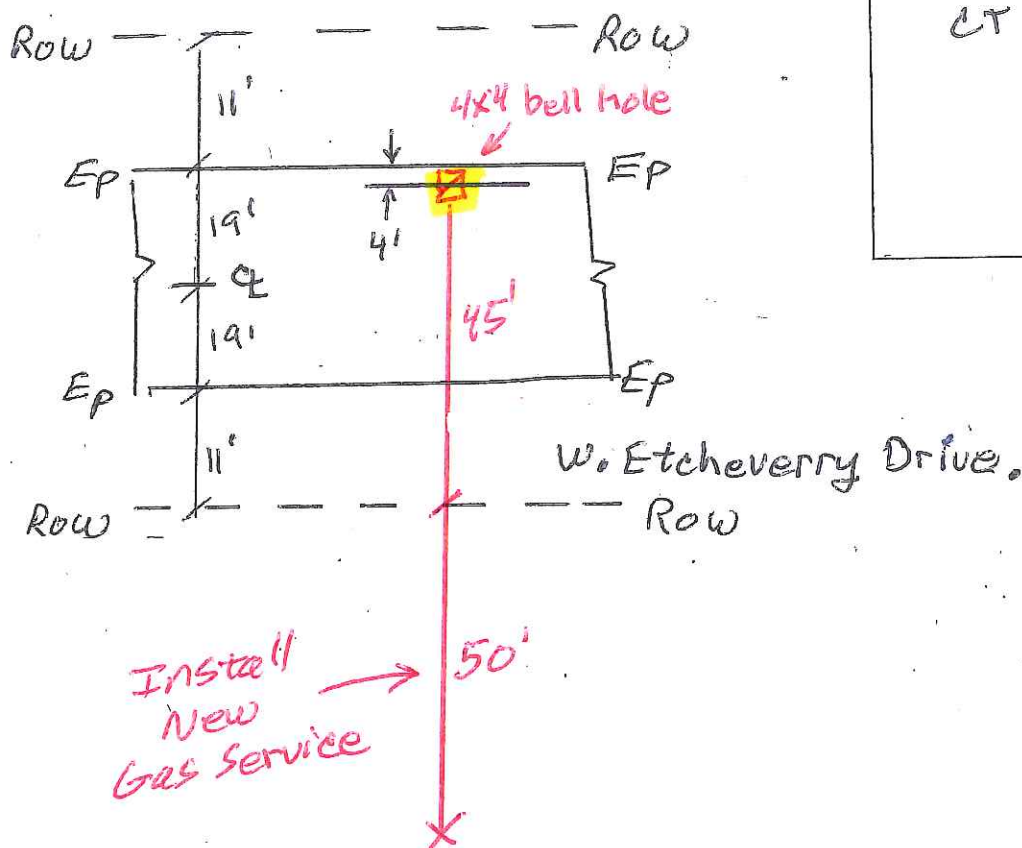 CT
Row Row
11'
4x4 bell hole
Ep Ep
19'
4'
℄
45'
19'
Ep Ep
11'
W. Etcheverry Drive.
Row Row
Install
New
Gas Service
50'